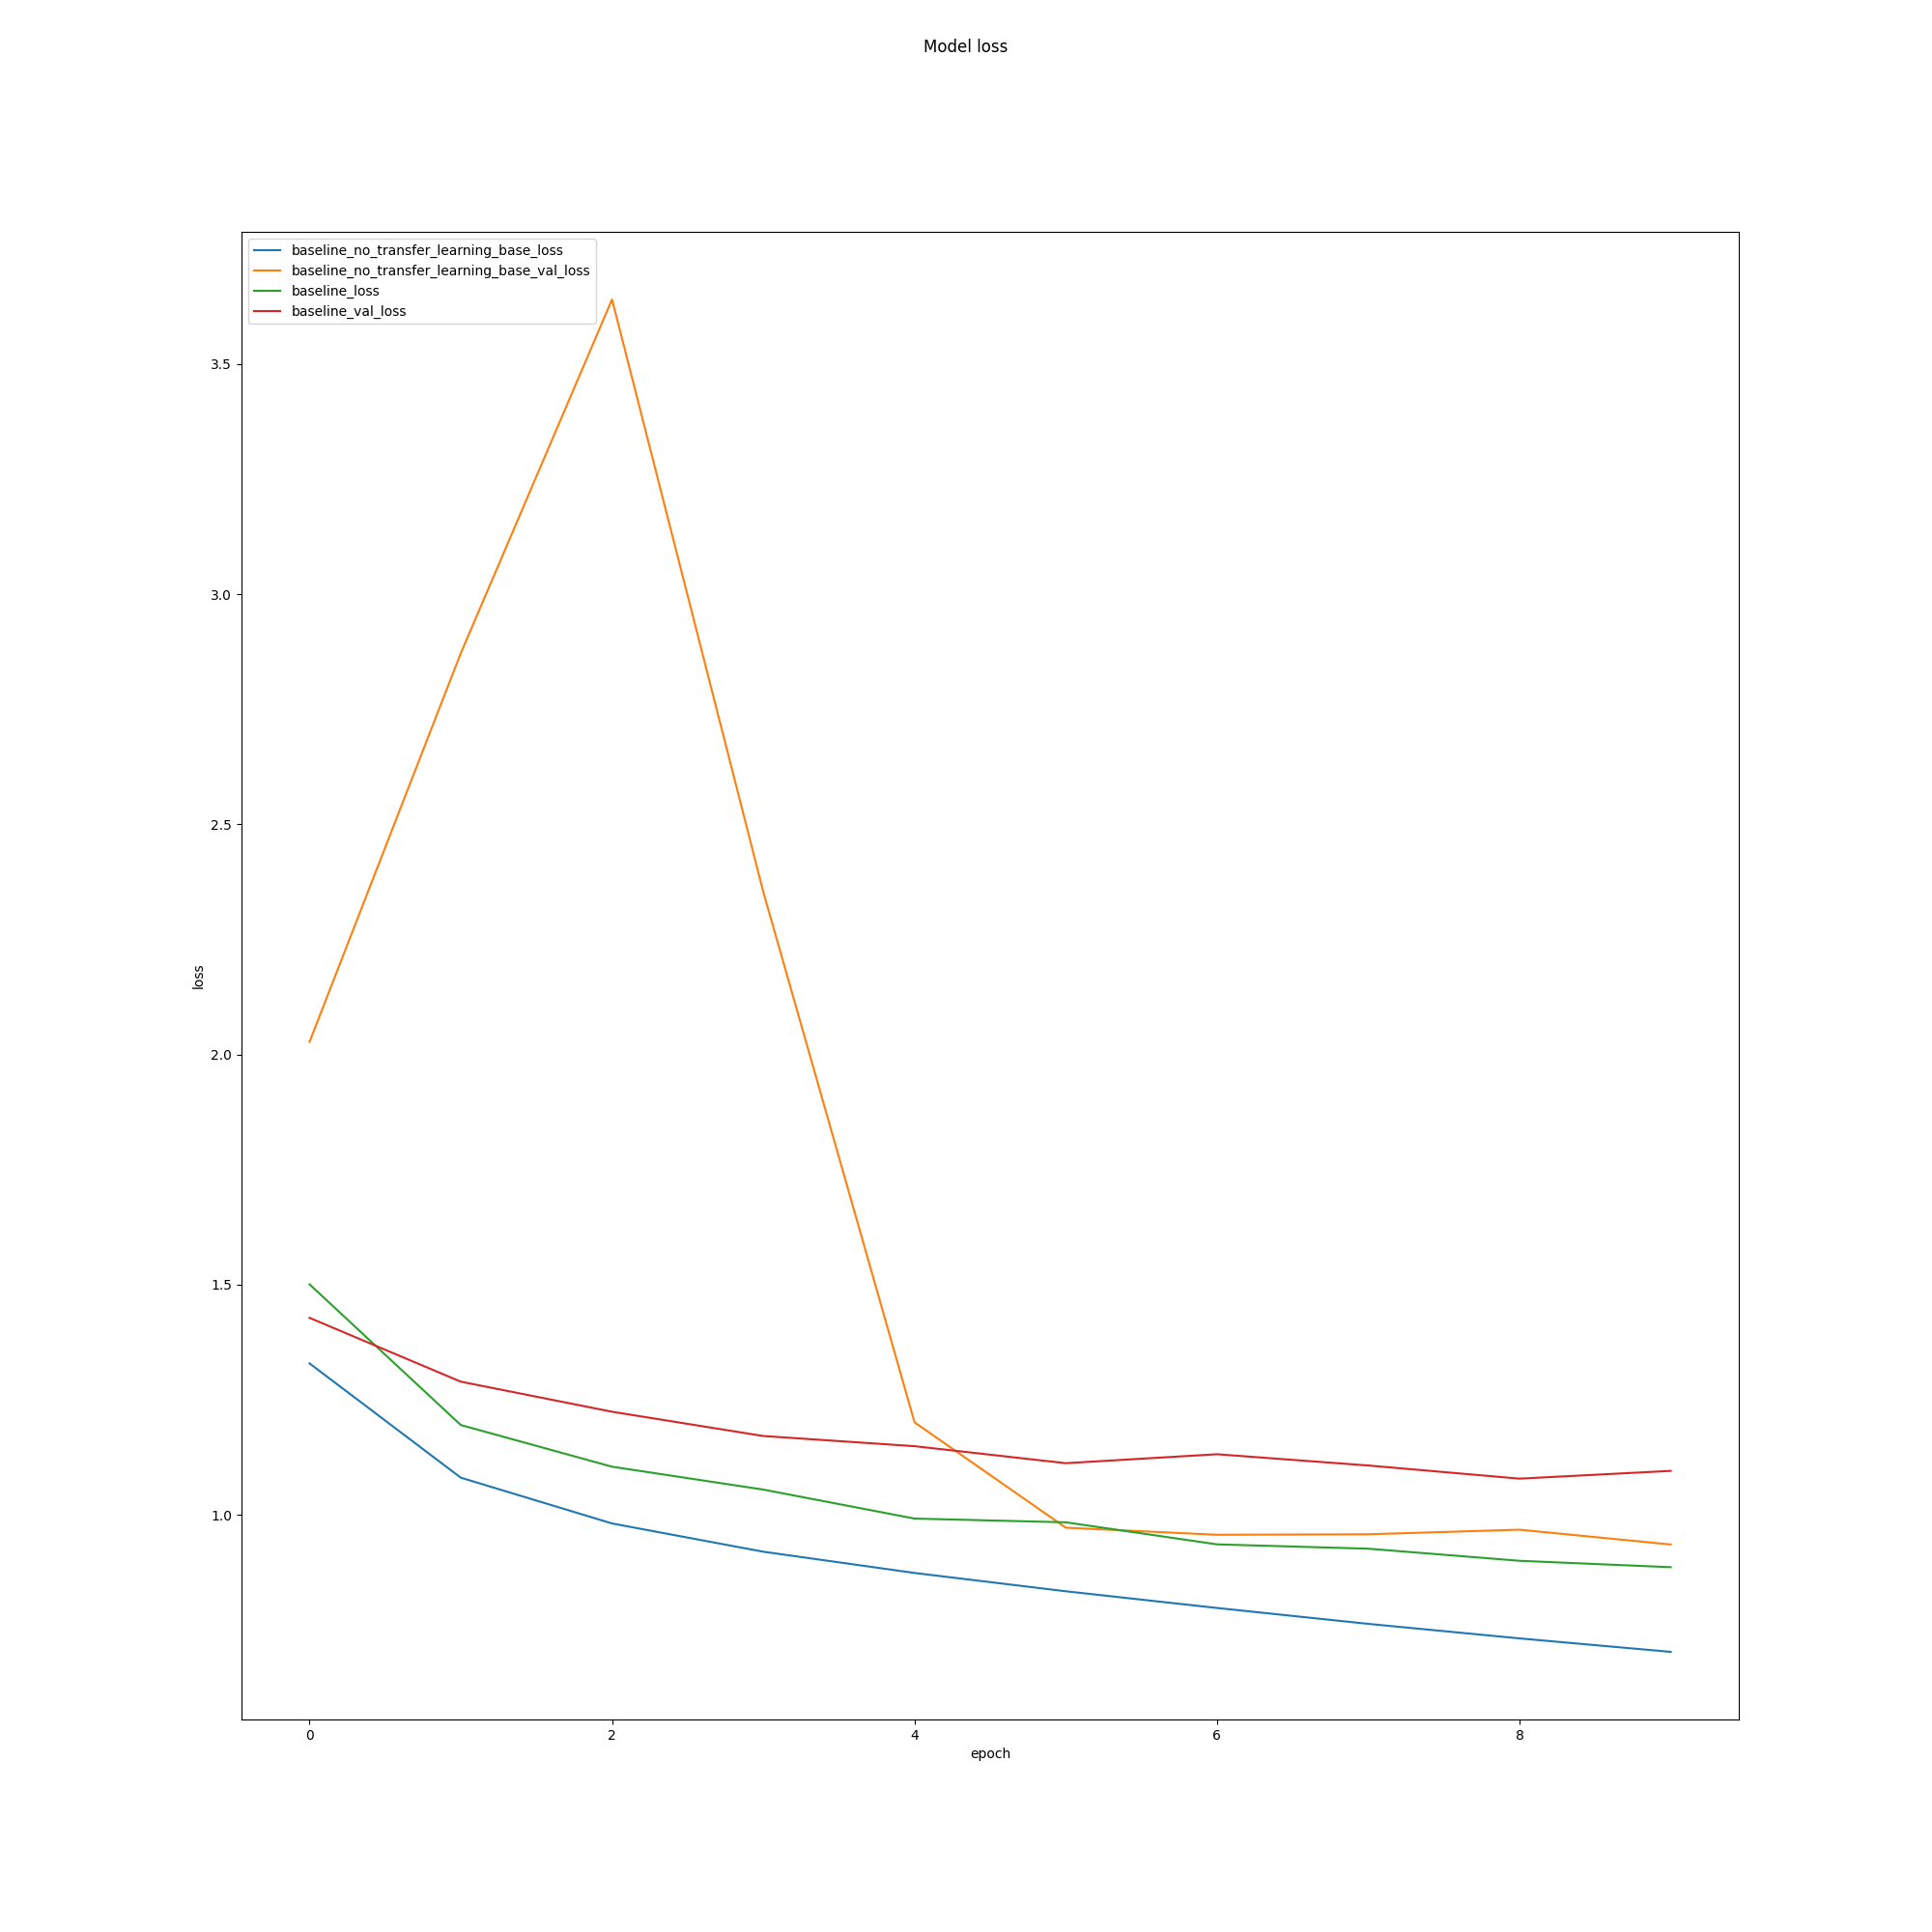 Model loss
baseline_no_transfer_learning_base_loss
baseline_no_transfer_learning_base_val_loss
baseline_loss
baseline_val_loss
3.5
3.0
2.5
2.0
1.5
1.0
loss
0 2 4 6 8
epoch